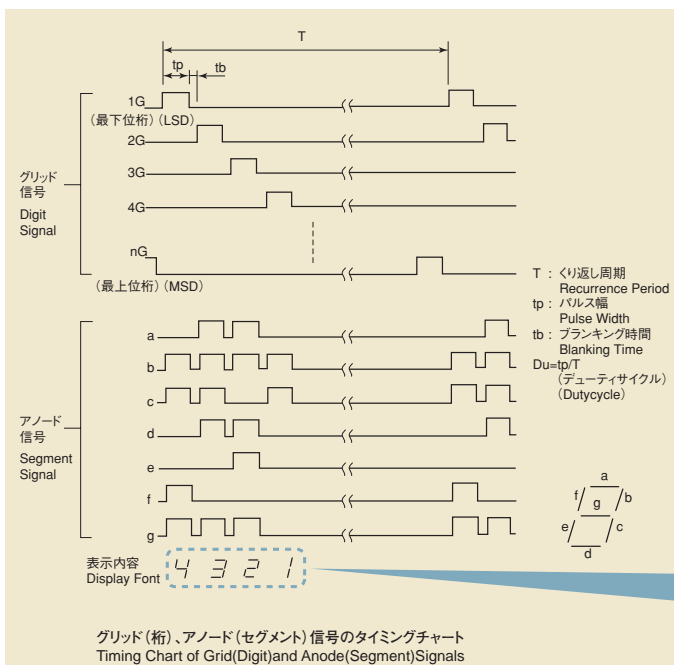 T
tp
tb
1G
(最下位桁)(LSD)
2G
3G
4G
nG
(最上位桁)(MSD)
グリッド
信号
Digit
Signal
T : くり返し周期
Recurrence Period
tp : パルス幅
Pulse Width
tb : ブランキング時間
Blanking Time
Du=tp/T
(デューティサイクル)
(Dutycycle)
a
b
c
d
e
f
g
アノード
信号
Segment
Signal
a
f
g
b
e
c
d
表示内容
Display Font
4 3 2 1
グリッド(桁)、アノード(セグメント)信号のタイミングチャート
Timing Chart of Grid(Digit)and Anode(Segment)Signals